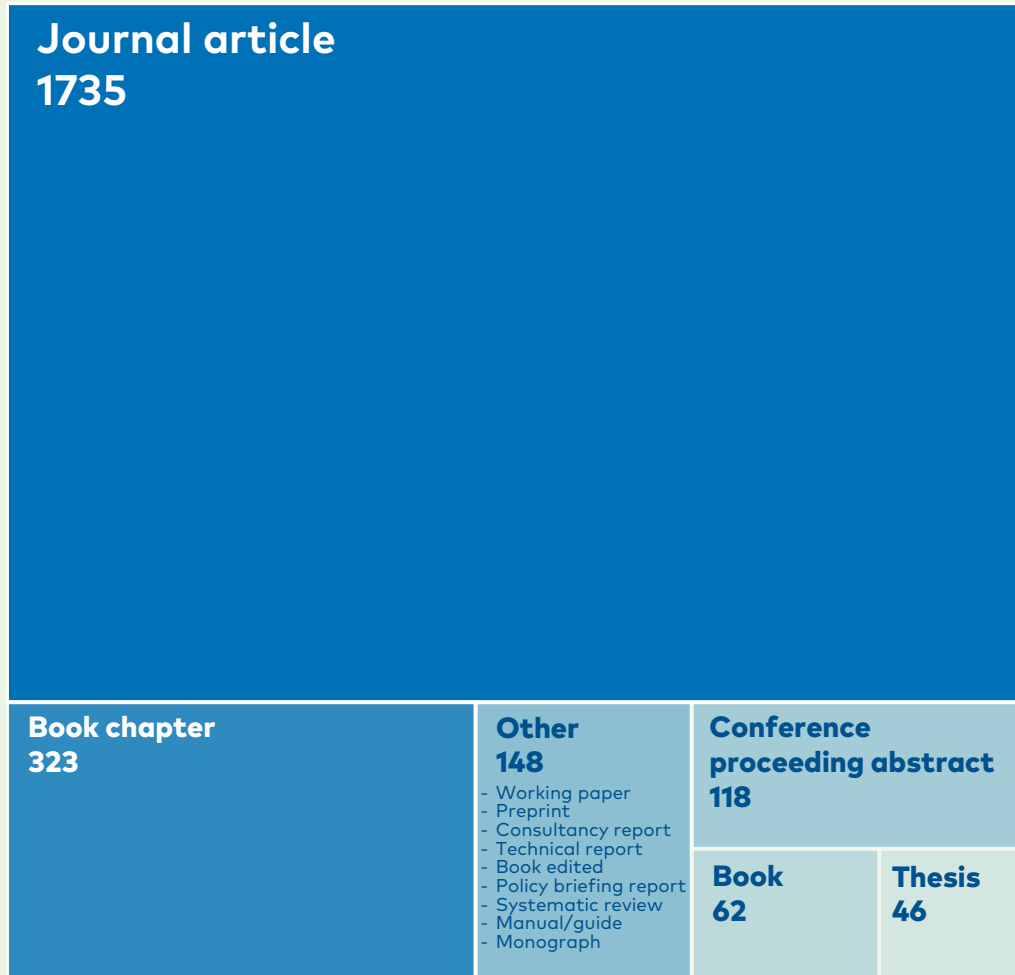 Journal article
1735
Book chapter
323
Other
148
- Working paper
- Preprint
- Consultancy report
- Technical report
- Book edited
- Policy briefing report
- Systematic review
- Manual/guide
- Monograph
Conference
proceeding abstract
118
Book
62
Thesis
46